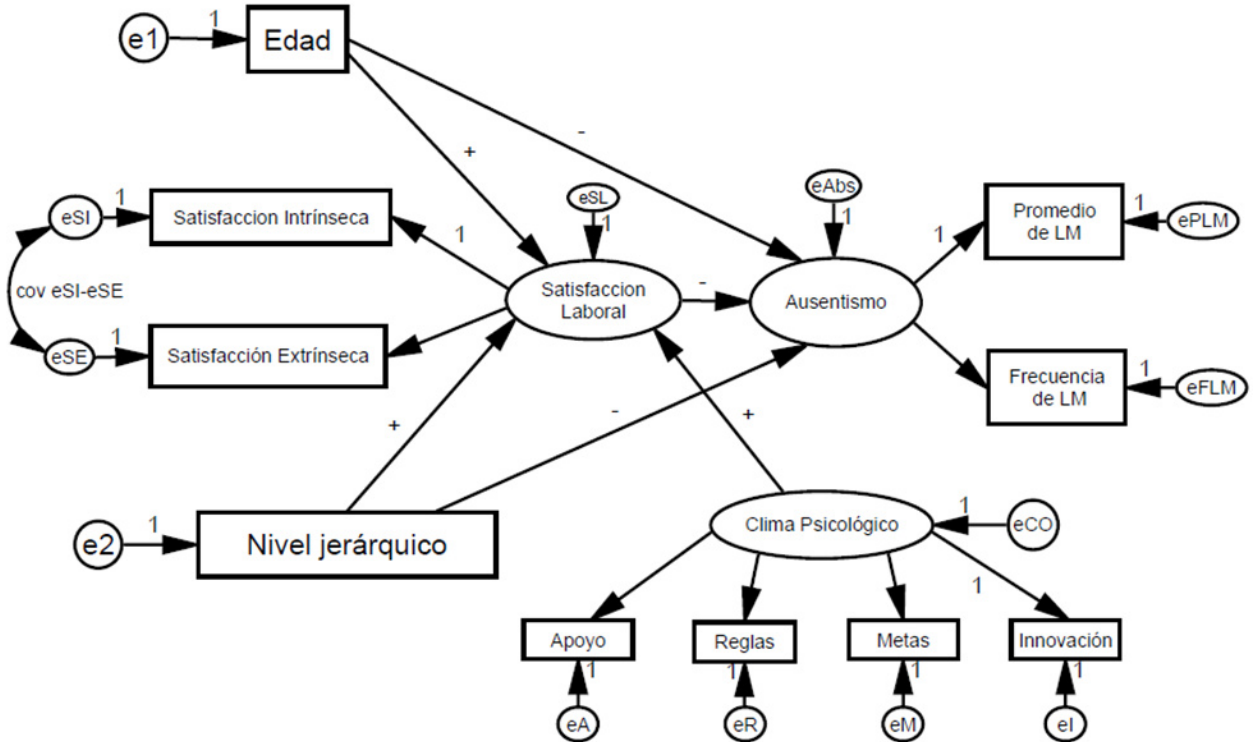 e1
1
Edad
-
+
eSI
1
Satisfaccion Intrínseca
1
eSL
1
eAbs
1
Promedio
de LM
1
1
ePLM
cov eSI-eSE
Satisfaccion
Laboral
-
Ausentismo
eSE
1
Satisfacción Extrínseca
Frecuencia
de LM
1
eFLM
+
-
+
e2
1
Nivel jerárquico
Clima Psicológico
1
eCO
1
Apoyo
Reglas
Metas
Innovación
1
1
1
1
eA
eR
eM
eI